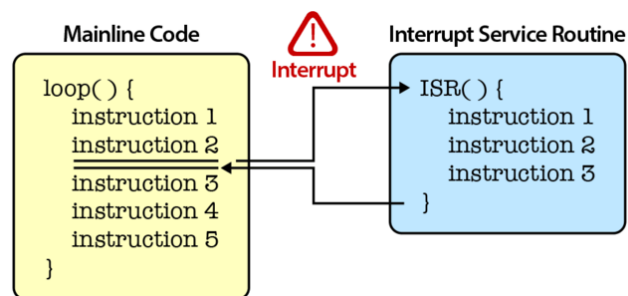 Mainline Code
Interrupt
Interrupt Service Routine
loop( ) {
instruction 1
instruction 2
instruction 3
instruction 4
instruction 5
}
ISR( ) {
instruction 1
instruction 2
instruction 3
}